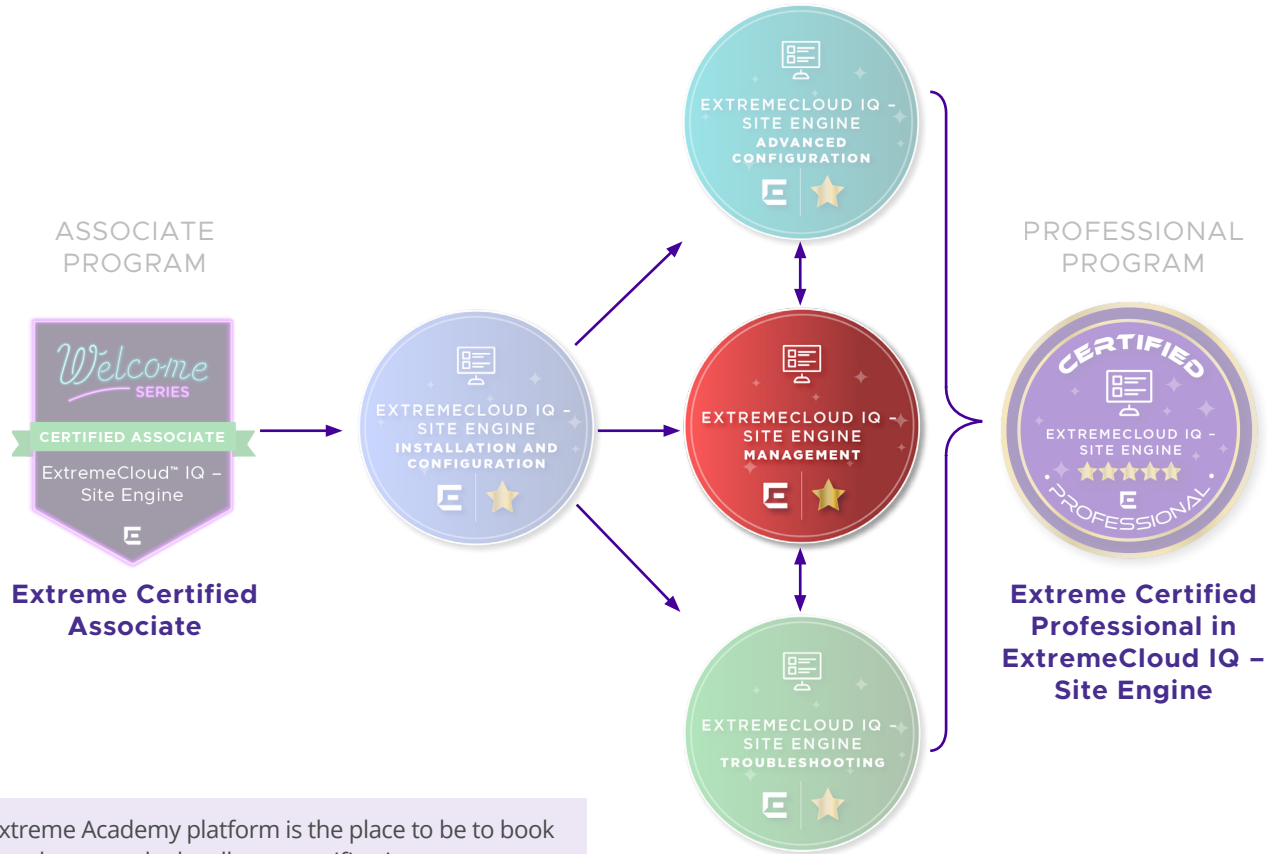 ASSOCIATE
PROGRAM
Welcome
SERIES
CERTIFIED ASSOCIATE
ExtremeCloud™ IQ –
Site Engine
Extreme Certified
Associate
EXTREMECLOUD IQ –
SITE ENGINE
INSTALLATION AND
CONFIGURATION
EXTREMECLOUD IQ –
SITE ENGINE
ADVANCED
CONFIGURATION
EXTREMECLOUD IQ –
SITE ENGINE
MANAGEMENT
EXTREMECLOUD IQ –
SITE ENGINE
TROUBLESHOOTING
PROFESSIONAL
PROGRAM
CERTIFIED
EXTREMECLOUD IQ –
SITE ENGINE
PROFESSIONAL
Extreme Certified
Professional in
ExtremeCloud IQ –
Site Engine
xtreme Academy platform is the place to be to book